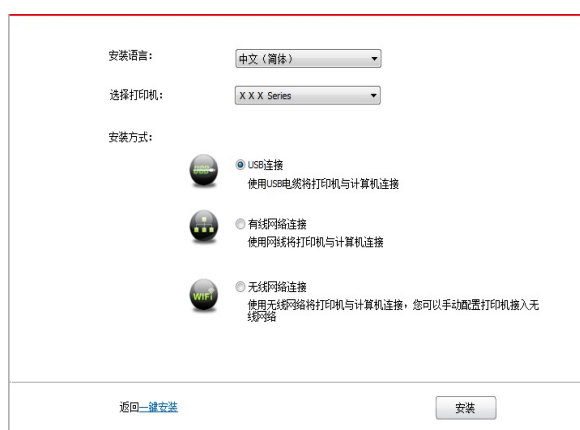 安装语言： 中文（简体）
选择打印机： X X X Series
安装方式：
USB
USB连接
使用USB电缆将打印机与计算机连接
有线网络连接
使用网线将打印机与计算机连接
WiFi
无线网络连接
使用无线网络将打印机与计算机连接，您可以手动配置打印机接入无
线网络
返回一键安装 安装